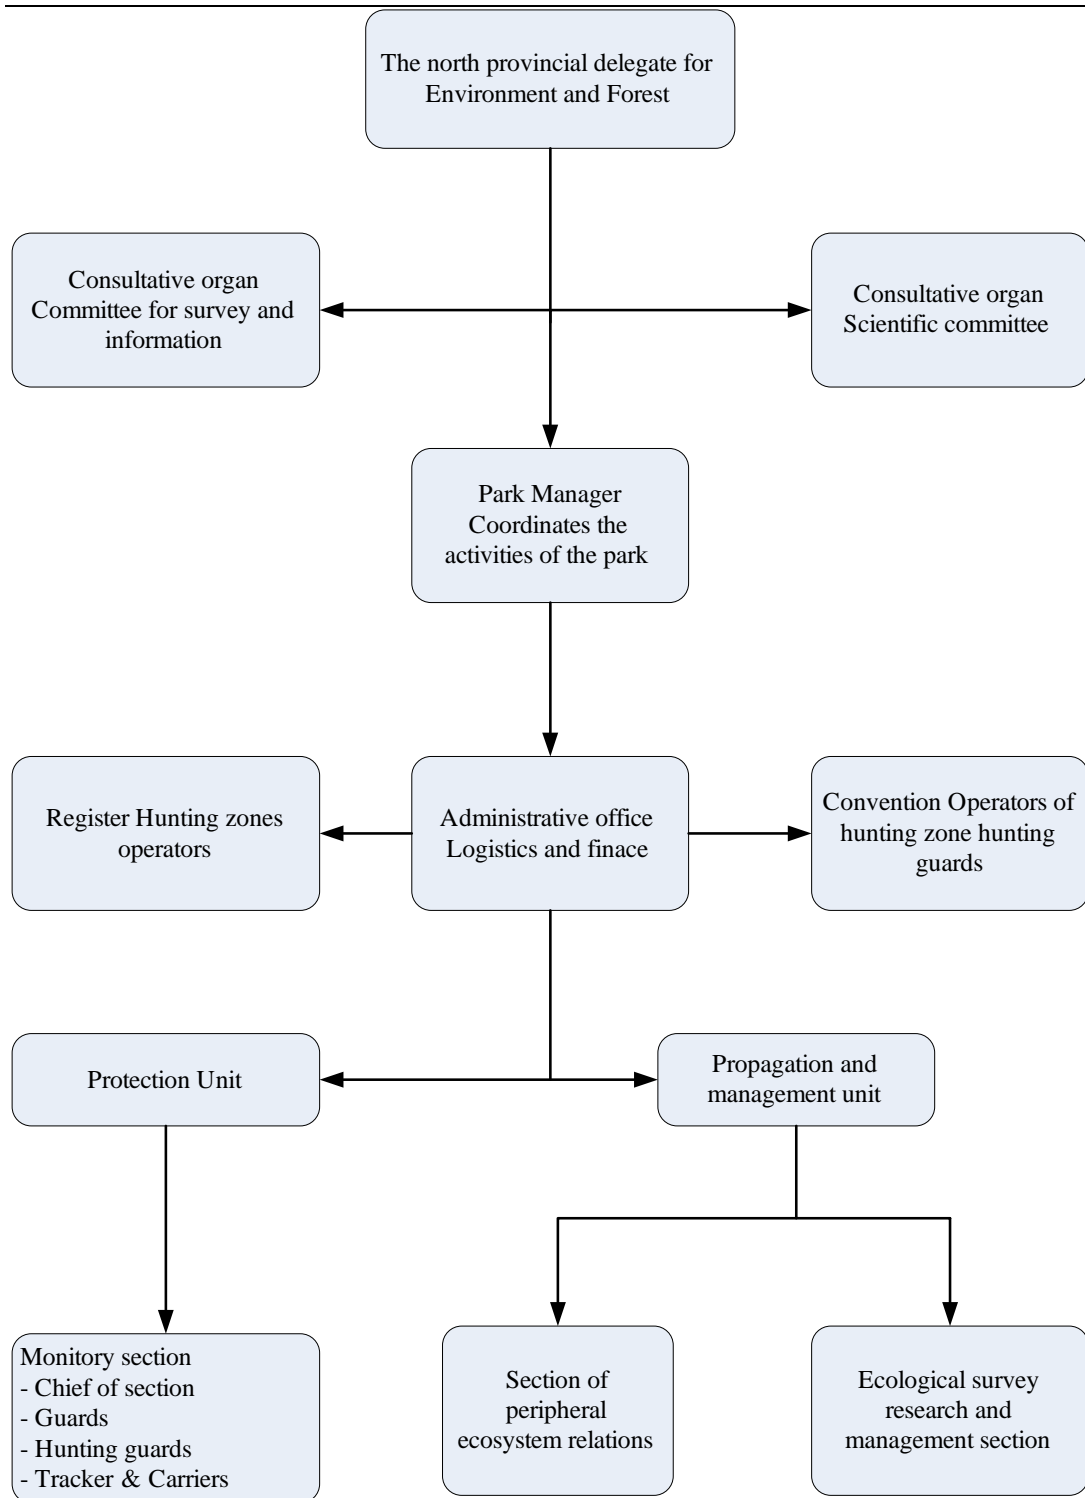 The north provincial delegate for
Environment and Forest
Consultative organ
Committee for survey and
information
Consultative organ
Scientific committee
Park Manager
Coordinates the
activities of the park
Register Hunting zones
operators
Administrative office
Logistics and finace
Convention Operators of
hunting zone hunting
guards
Protection Unit
Propagation and
management unit
Monitory section
- Chief of section
- Guards
- Hunting guards
- Tracker & Carriers
Section of
peripheral
ecosystem relations
Ecological survey
research and
management section